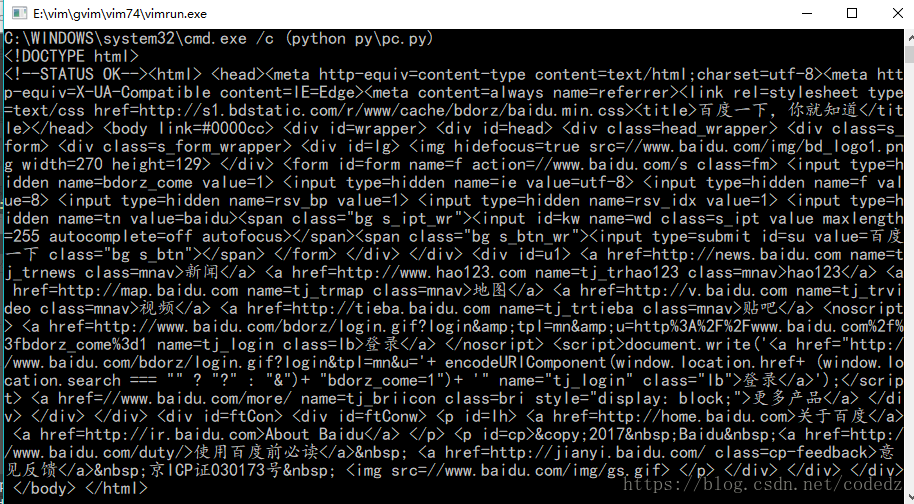 E:\vim\gvim\vim74\vimrun.exe
C:\WINDOWS\system32\cmd.exe /c (python py\pc.py)
<!DOCTYPE html>
<!--STATUS OK--><html> <head><meta http-equiv=content-type content=text/html;charset=utf-8><meta htt
p-equiv=X-UA-Compatible content=IE=Edge><meta content=always name=referrer><link rel=stylesheet type
=text/css href=http://s1.bdstatic.com/r/www/cache/bdorz/baidu.min.css><title>百度一下，你就知道</tit
le></head> <body link=#0000cc> <div id=wrapper> <div id=head> <div class=head_wrapper> <div class=s_
form> <div class=s_form_wrapper> <div id=lg> <img hidefocus=true src=//www.baidu.com/img/bd_logo1.pn
g width=270 height=129> </div> <form id=form name=f action=//www.baidu.com/s class=fm> <input type=h
idden name=bdorz_come value=1> <input type=hidden name=ie value=utf-8> <input type=hidden name=f val
ue=8> <input type=hidden name=rsv_bp value=1> <input type=hidden name=rsv_idx value=1> <input type=h
idden name=tn value=baidu><span class="bg s_ipt_wr"><input id=kw name=wd class=s_ipt value maxlength
=255 autocomplete=off autofocus></span><span class="bg s_btn_wr"><input type=submit id=su value=百度
一下 class="bg s_btn"></span> </form> </div> </div> <div id=u1> <a href=http://news.baidu.com name=t
j_trnews class=mnav>新闻</a> <a href=http://www.hao123.com name=tj_trhao123 class=mnav>hao123</a> <a
 href=http://map.baidu.com name=tj_trmap class=mnav>地图</a> <a href=http://v.baidu.com name=tj_trvi
deo class=mnav>视频</a> <a href=http://tieba.baidu.com name=tj_trtieba class=mnav>贴吧</a> <noscript
> <a href=http://www.baidu.com/bdorz/login.gif?login&amp;tpl=mn&amp;u=http%3A%2F%2Fwww.baidu.com%2f%
3fbdorz_come%3d1 name=tj_login class=lb>登录</a> </noscript> <script>document.write('<a href="http:/
/www.baidu.com/bdorz/login.gif?login&tpl=mn&u='+ encodeURIComponent(window.location.href+ (window.lo
cation.search === "" ? "?" : "&")+ "bdorz_come=1")+ '" name="tj_login" class="lb">登录</a>');</scrip
t> <a href=//www.baidu.com/more/ name=tj_briicon class=bri style="display: block;">更多产品</a> </di
v> </div> </div> <div id=ftCon> <div id=ftConw> <p id=lh> <a href=http://home.baidu.com>关于百度</a>
 <a href=http://ir.baidu.com>About Baidu</a> </p> <p id=cp>&copy;2017&nbsp;Baidu&nbsp;<a href=http:/
/www.baidu.com/duty/>使用百度前必读</a>&nbsp; <a href=http://jianyi.baidu.com/ class=cp-feedback>意
见反馈</a>&nbsp;京ICP证030173号&nbsp; <img src=//www.baidu.com/img/gs.gif> </p> </div> </div> </div>
 </body> </html>
https://blog.csdn.net/codedz